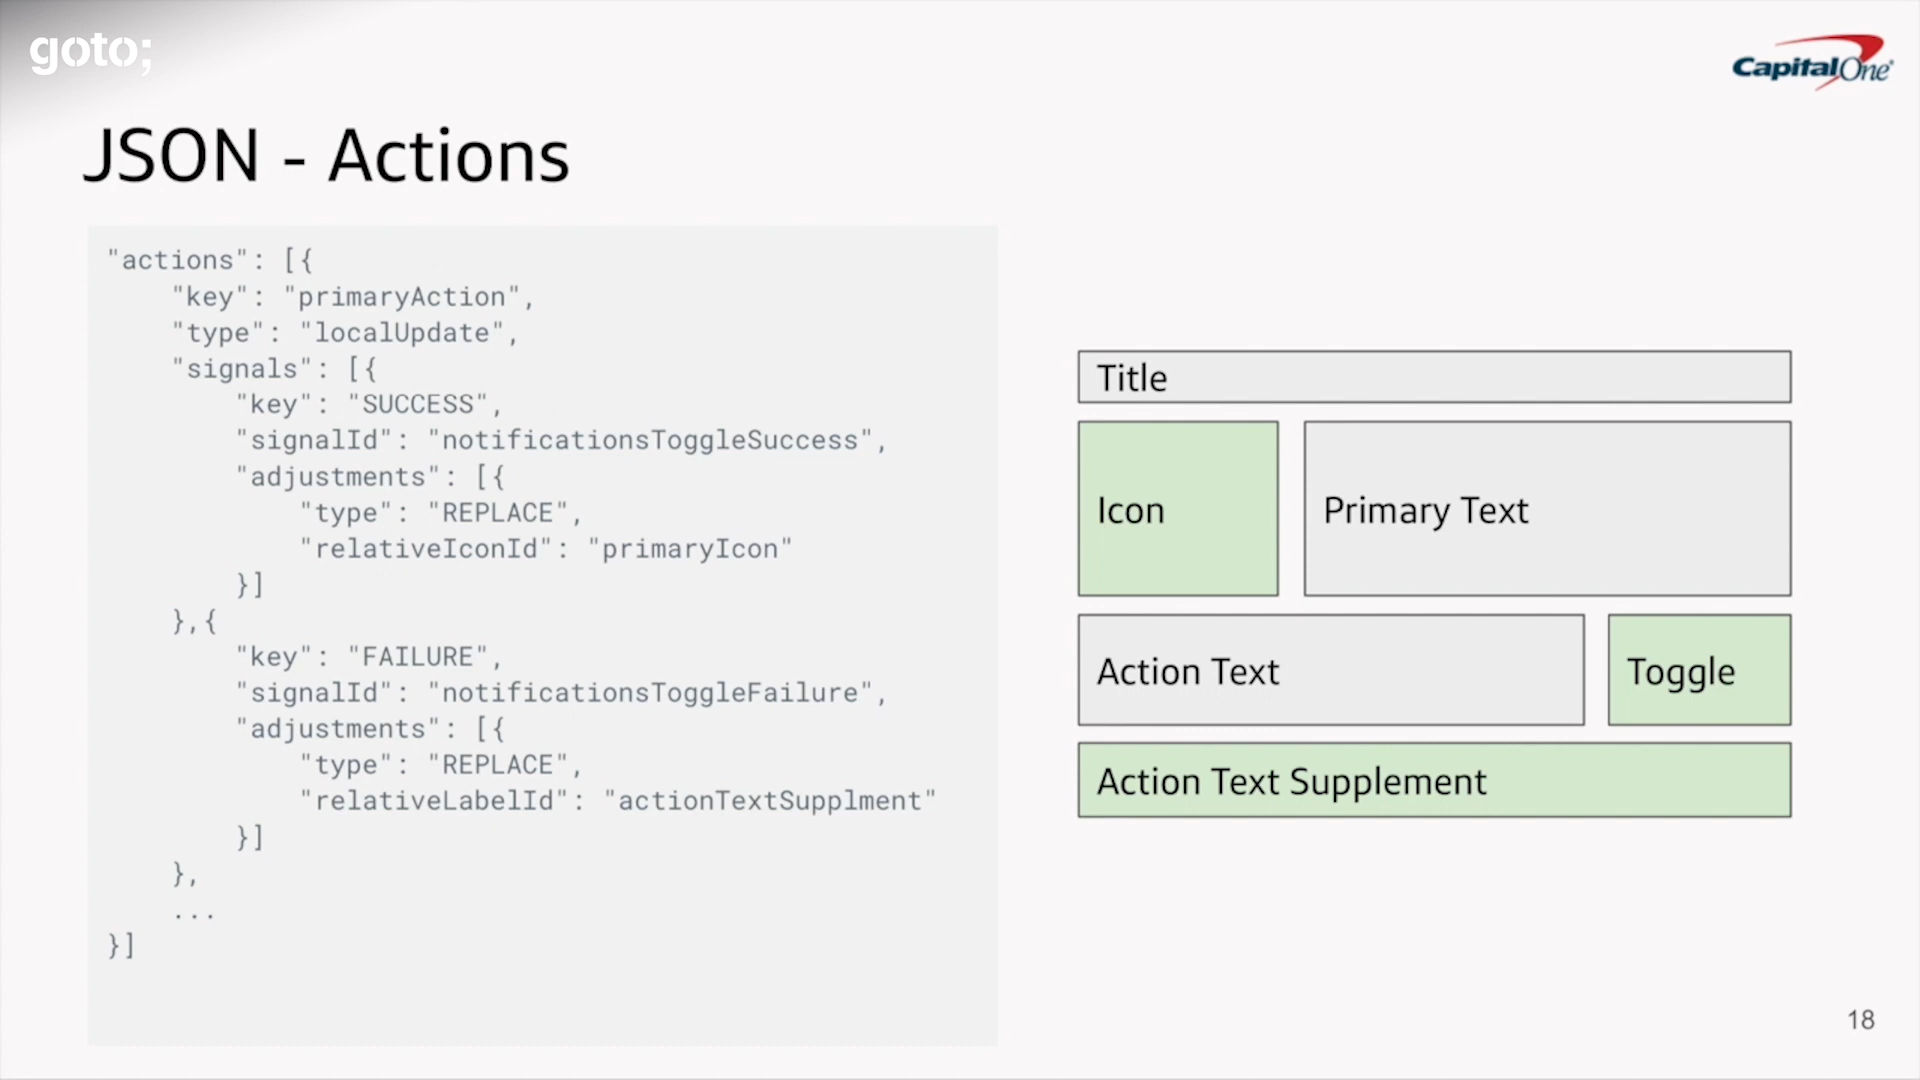 goto;
CapitalOne
JSON - Actions
"actions": [{
"key": "primaryAction",
"type": "localUpdate",
"signals": [{
"key": "SUCCESS",
"signalId": "notificationsToggleSuccess",
"adjustments": [{
"type": "REPLACE",
"relativeIconId": "primaryIcon"
}]
},{
"key": "FAILURE",
"signalId": "notificationsToggleFailure",
"adjustments": [{
"type": "REPLACE",
"relativeLabelId": "actionTextSupplment"
}]
},
...
}]
Title
Icon
Primary Text
Action Text
Toggle
Action Text Supplement
18